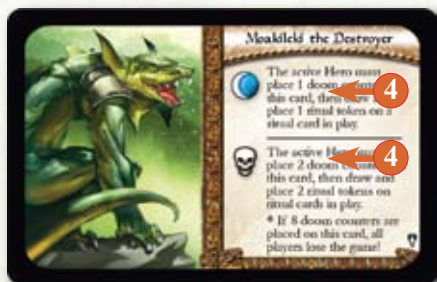 Moakileki the Destroyer
The active Hero must
place 1 doom
this card, then draw
place 1 ritual token on a
ritual card in play.
4
The active Hero
place 2 doom
this card, then draw and
place 2 ritual tokens on
ritual cards in play.
4
* If 8 doom counters are
placed on this card, all
players lose the game!